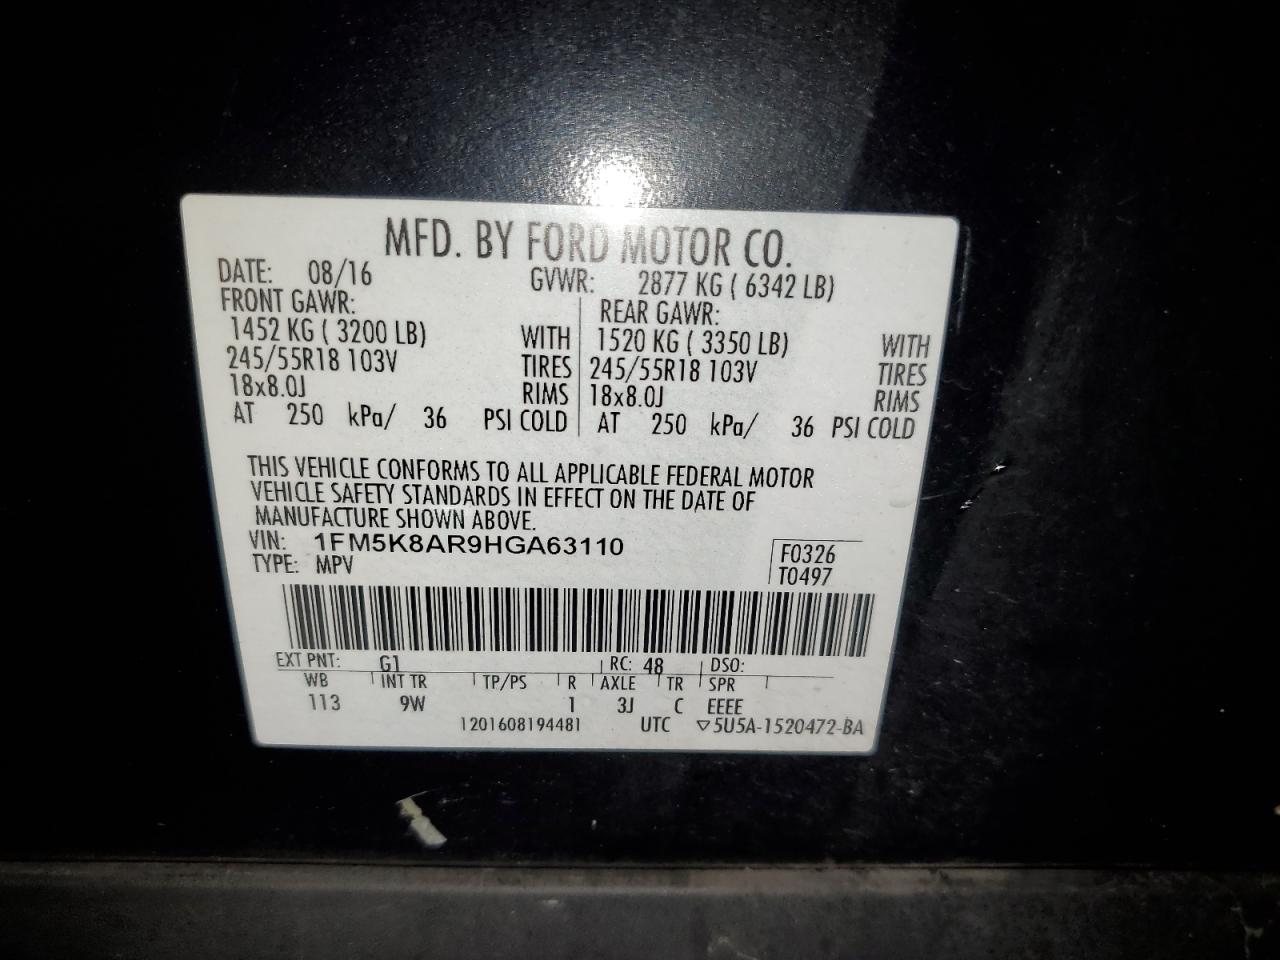 MFD. BY FORD MOTOR CO.
DATE: 08/16 GVWR: 2877 KG ( 6342 LB)
FRONT GAWR: REAR GAWR:
1452 KG ( 3200 LB) WITH 1520 KG ( 3350 LB) WITH
245/55R18 103V TIRES 245/55R18 103V TIRES
18x8.0J RIMS 18x8.0J RIMS
AT 250 kPa/ 36 PSI COLD AT 250 kPa/ 36 PSI COLD
THIS VEHICLE CONFORMS TO ALL APPLICABLE FEDERAL MOTOR
VEHICLE SAFETY STANDARDS IN EFFECT ON THE DATE OF
MANUFACTURE SHOWN ABOVE.
VIN: 1FM5K8AR9HGA63110 F0326
TYPE: MPV T0497
EXT PNT: G1 RC: 48 DSO:
WB INT TR TP/PS R AXLE TR SPR
113 9W 1 3J C EEEE
1201608194481 UTC ▽5U5A-1520472-BA